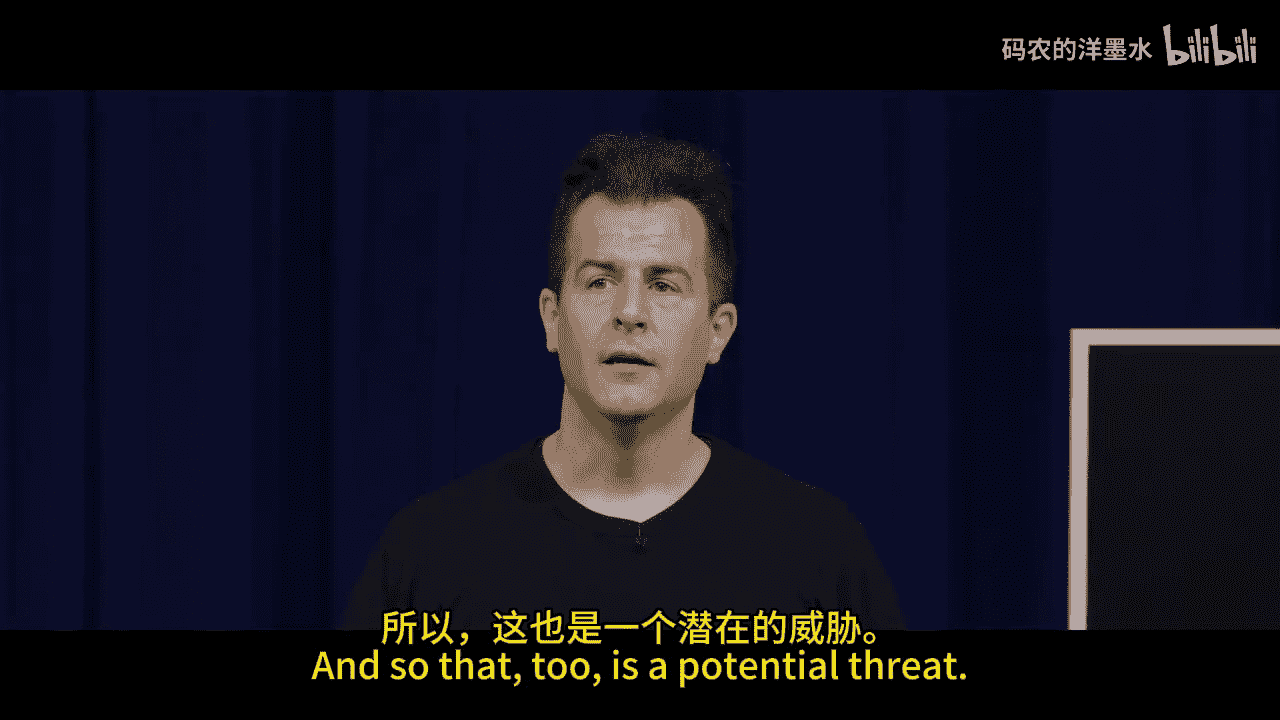 码农的洋墨水 bilibili
所以，这也是一个潜在的威胁。
And so that, too, is a potential threat.